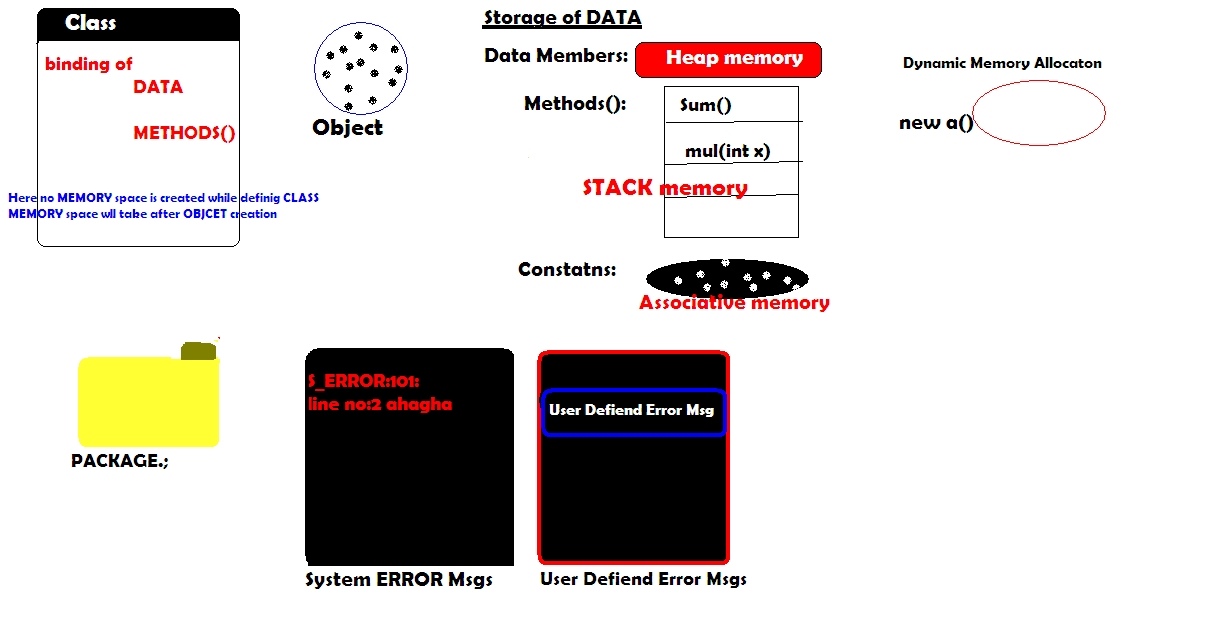 Class
binding of
DATA
METHODS()
Here no MEMORY space is created while definig CLASS
MEMORY space wll take after OBJCET creation
Object
Storage of DATA
Data Members:
Heap memory
Methods():
Sum()
mul(int x)
STACK memory
Constatns:
Associative memory
Dynamic Memory Allocaton
new a()
PACKAGE.;
S_ERROR:101:
line no:2 ahagha
System ERROR Msgs
User Defiend Error Msg
User Defiend Error Msgs